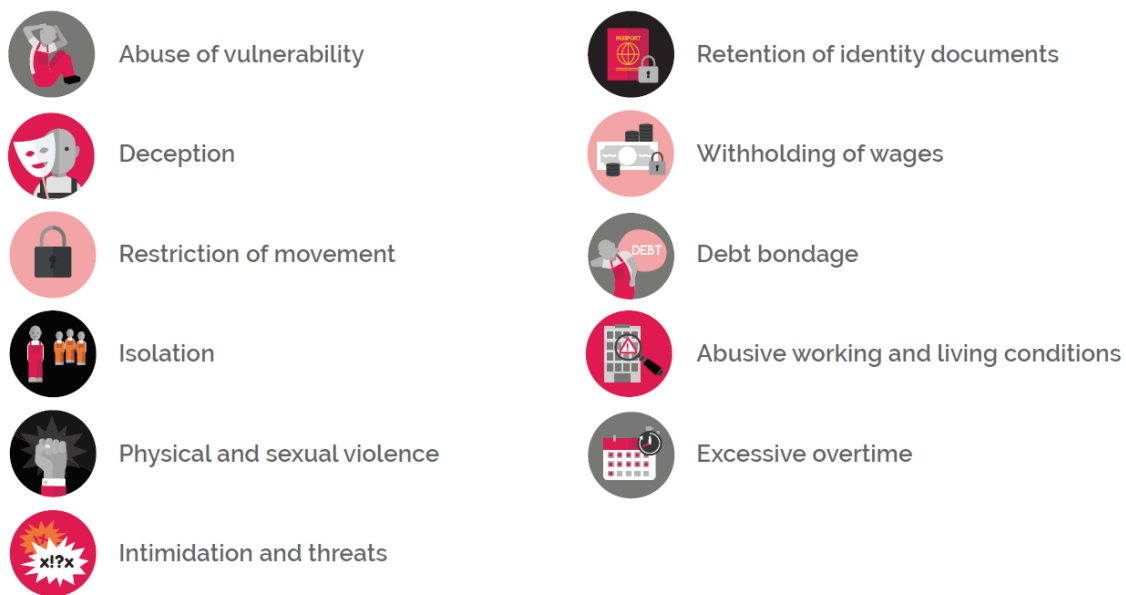 Abuse of vulnerability
Deception
Restriction of movement
Isolation
Physical and sexual violence
x!?x
Intimidation and threats
PASSPORT
Retention of identity documents
Withholding of wages
DEBT
Debt bondage
Abusive working and living conditions
Excessive overtime